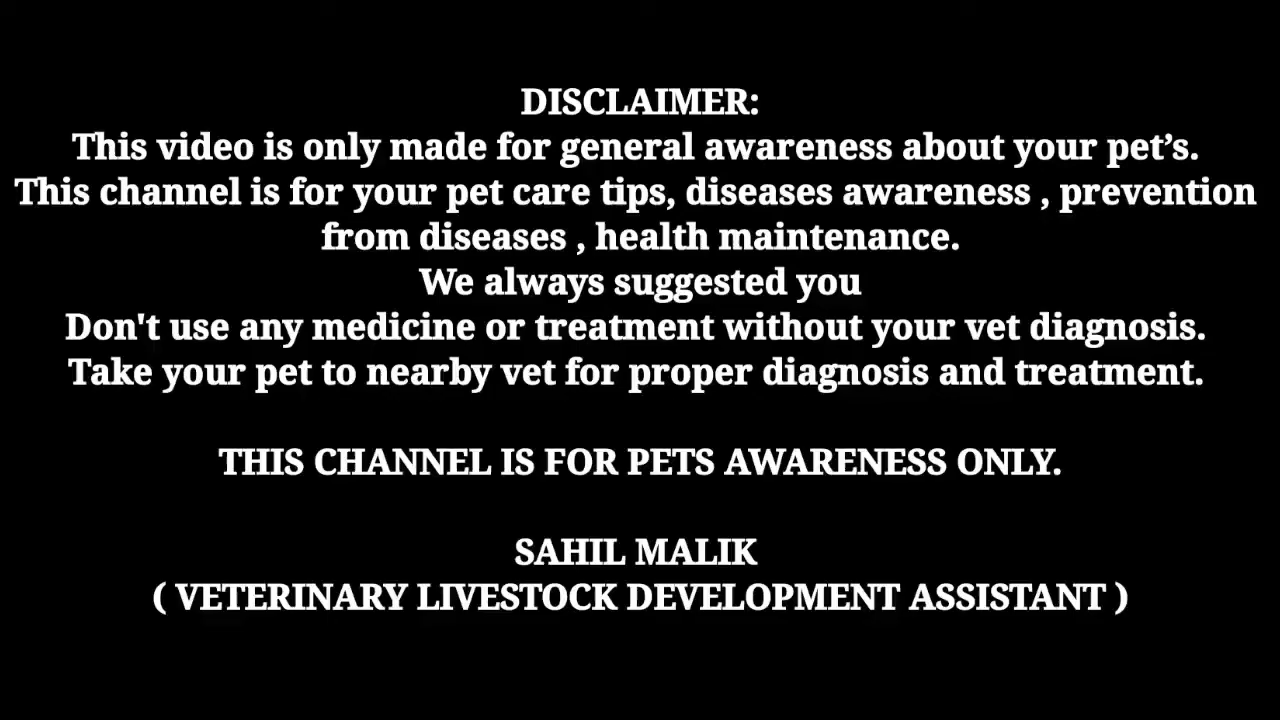 DISCLAIMER:
This video is only made for general awareness about your pet’s.
This channel is for your pet care tips, diseases awareness , prevention
from diseases , health maintenance.
We always suggested you
Don't use any medicine or treatment without your vet diagnosis.
Take your pet to nearby vet for proper diagnosis and treatment.
THIS CHANNEL IS FOR PETS AWARENESS ONLY.
SAHIL MALIK
( VETERINARY LIVESTOCK DEVELOPMENT ASSISTANT )